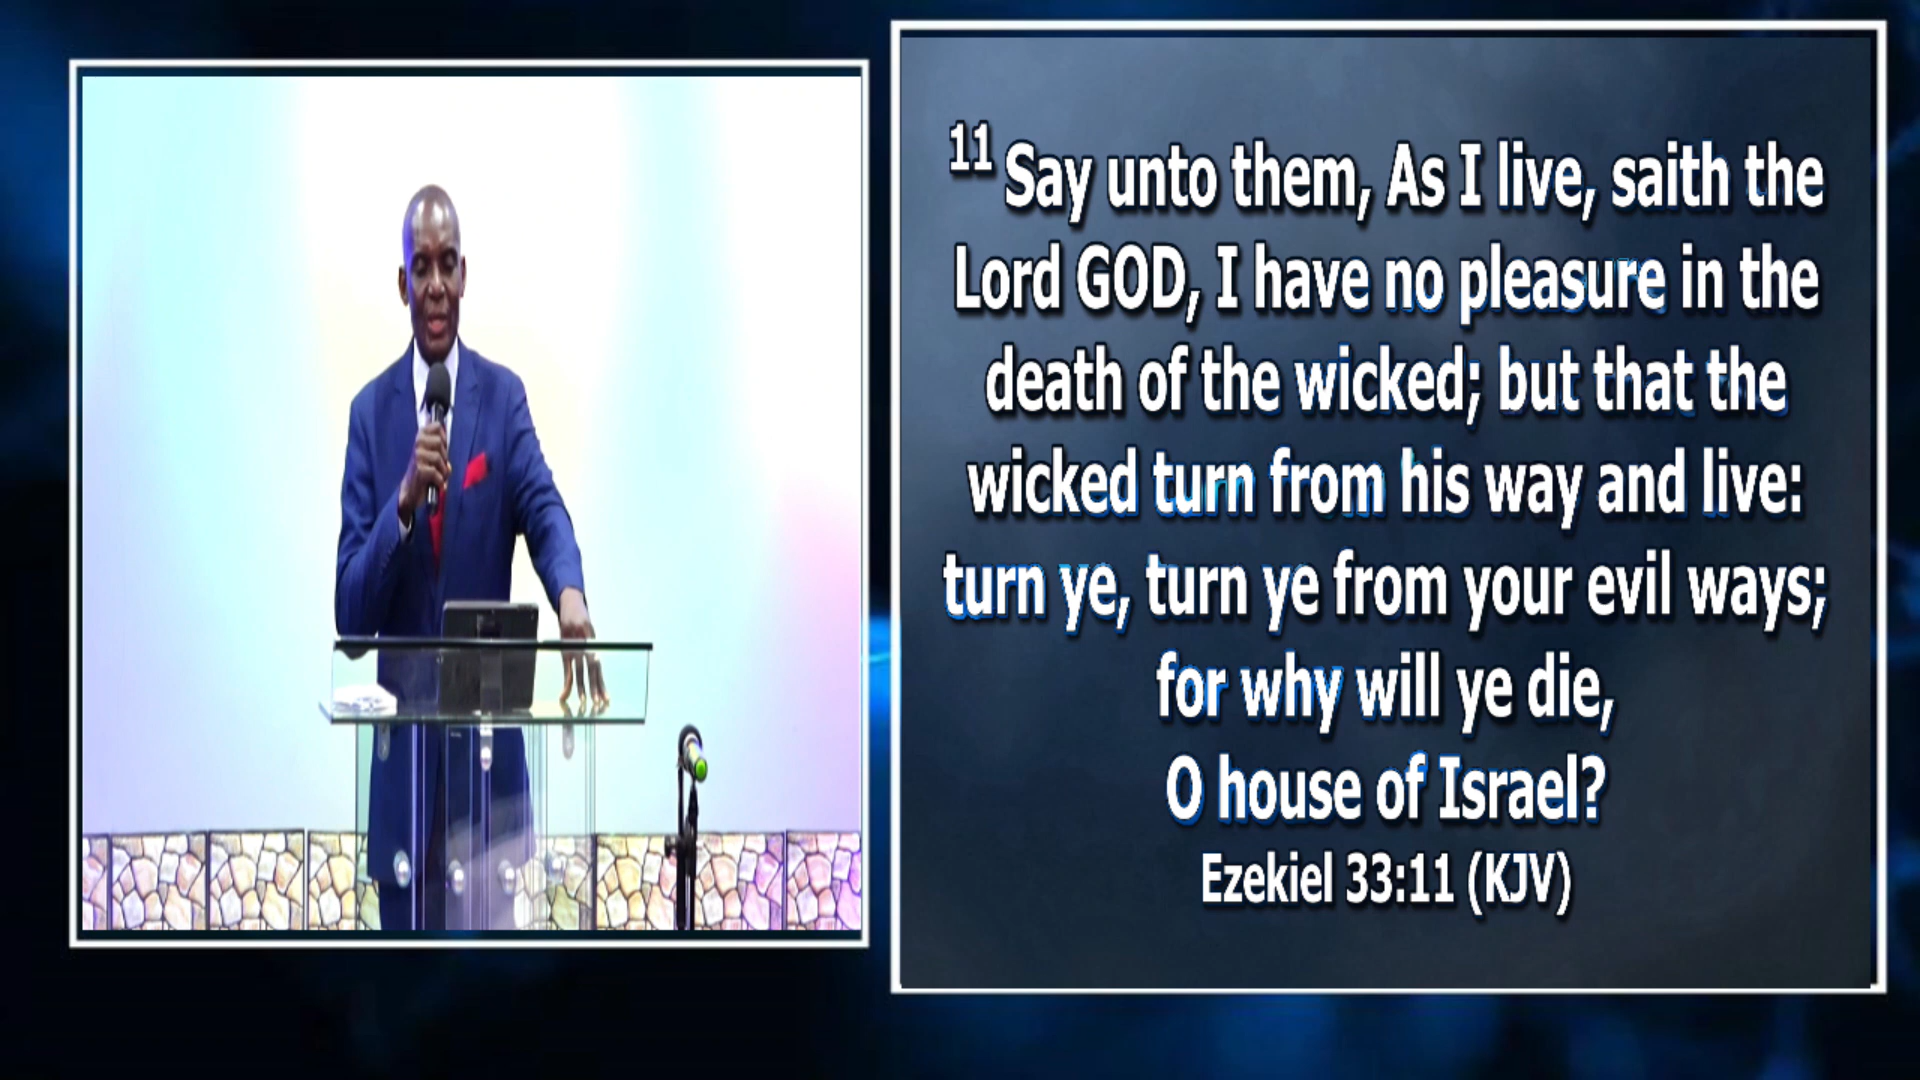 11 Say unto them, As I live, saith the
Lord GOD, I have no pleasure in the
death of the wicked; but that the
wicked turn from his way and live:
turn ye, turn ye from your evil ways;
for why will ye die,
O house of Israel?
Ezekiel 33:11 (KJV)